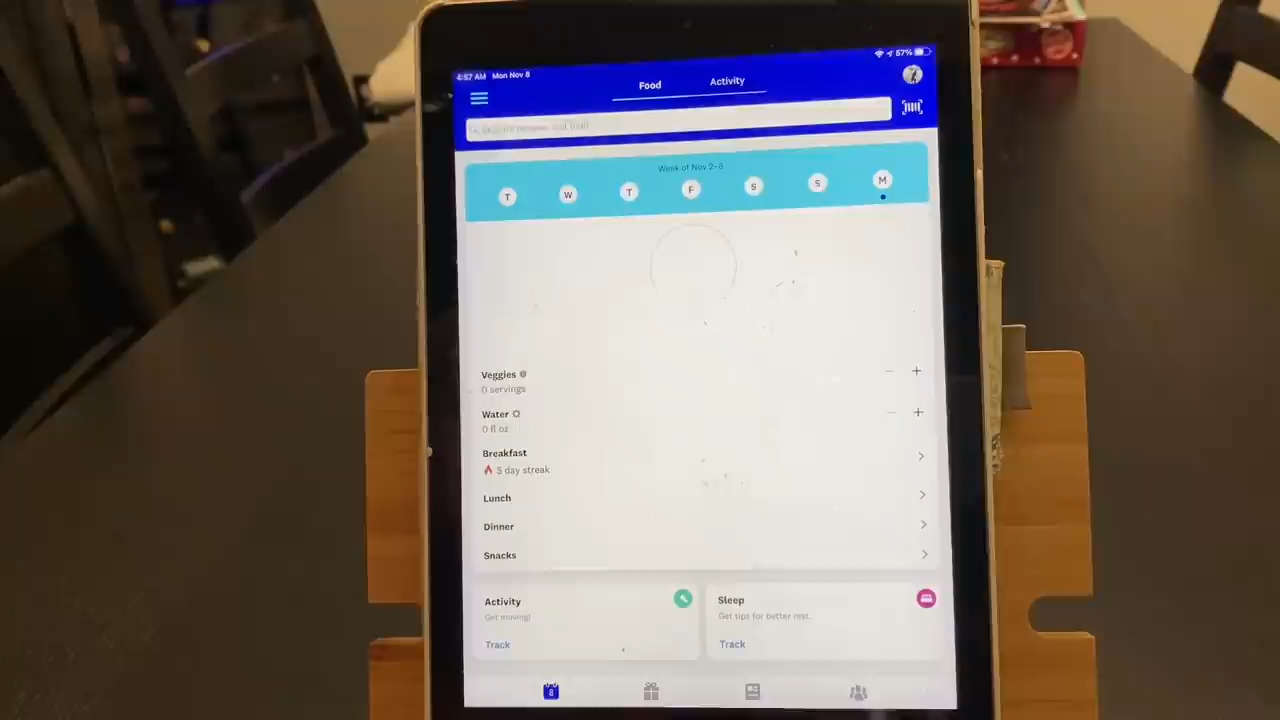 4:57 AM Mon Nov 8
57%
Food Activity
Week of Nov 2-8
T W T F S S M
Veggies
0 servings
Water
0 fl oz
Breakfast
5 day streak
Lunch
Dinner
Snacks
Activity
Get moving!
Track
Sleep
Get tips for better rest.
Track
8